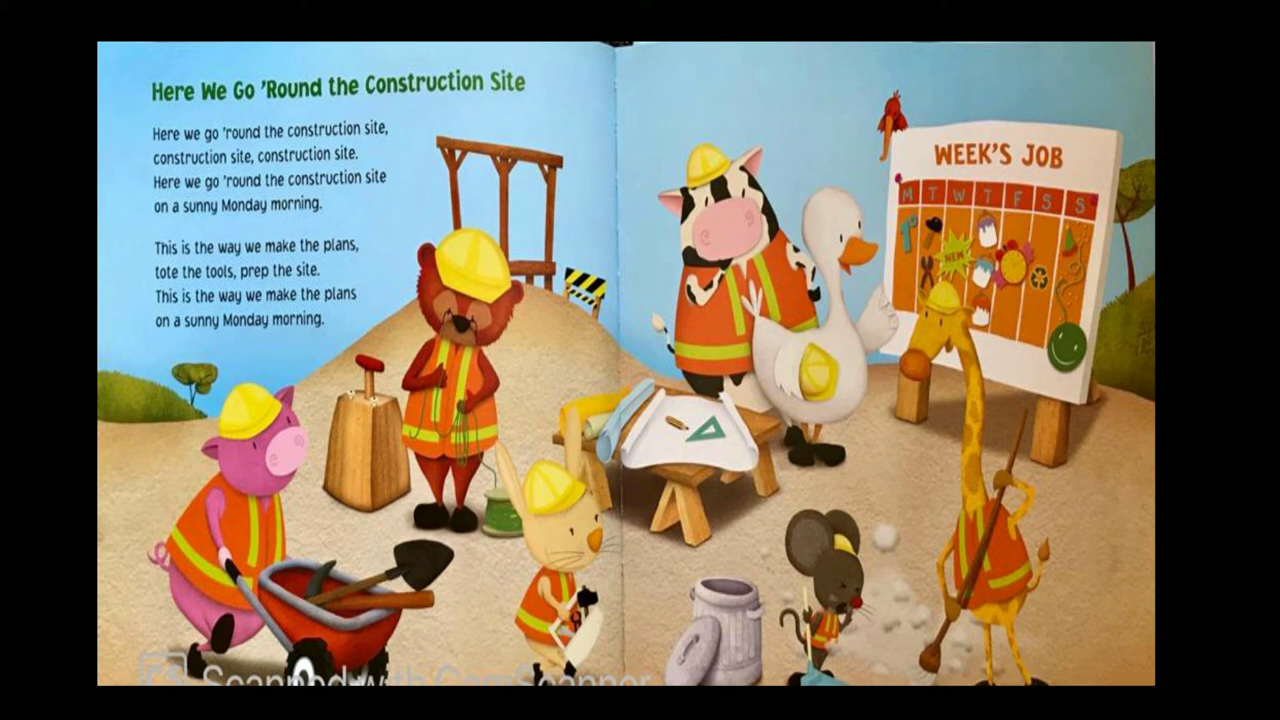 Here We Go 'Round the Construction Site
Here we go 'round the construction site,
construction site, construction site.
Here we go 'round the construction site
on a sunny Monday morning.
This is the way we make the plans,
tote the tools, prep the site.
This is the way we make the plans
on a sunny Monday morning.
WEEK'S JOB
M T W T F S S
NEW
Scanned with CamScanner